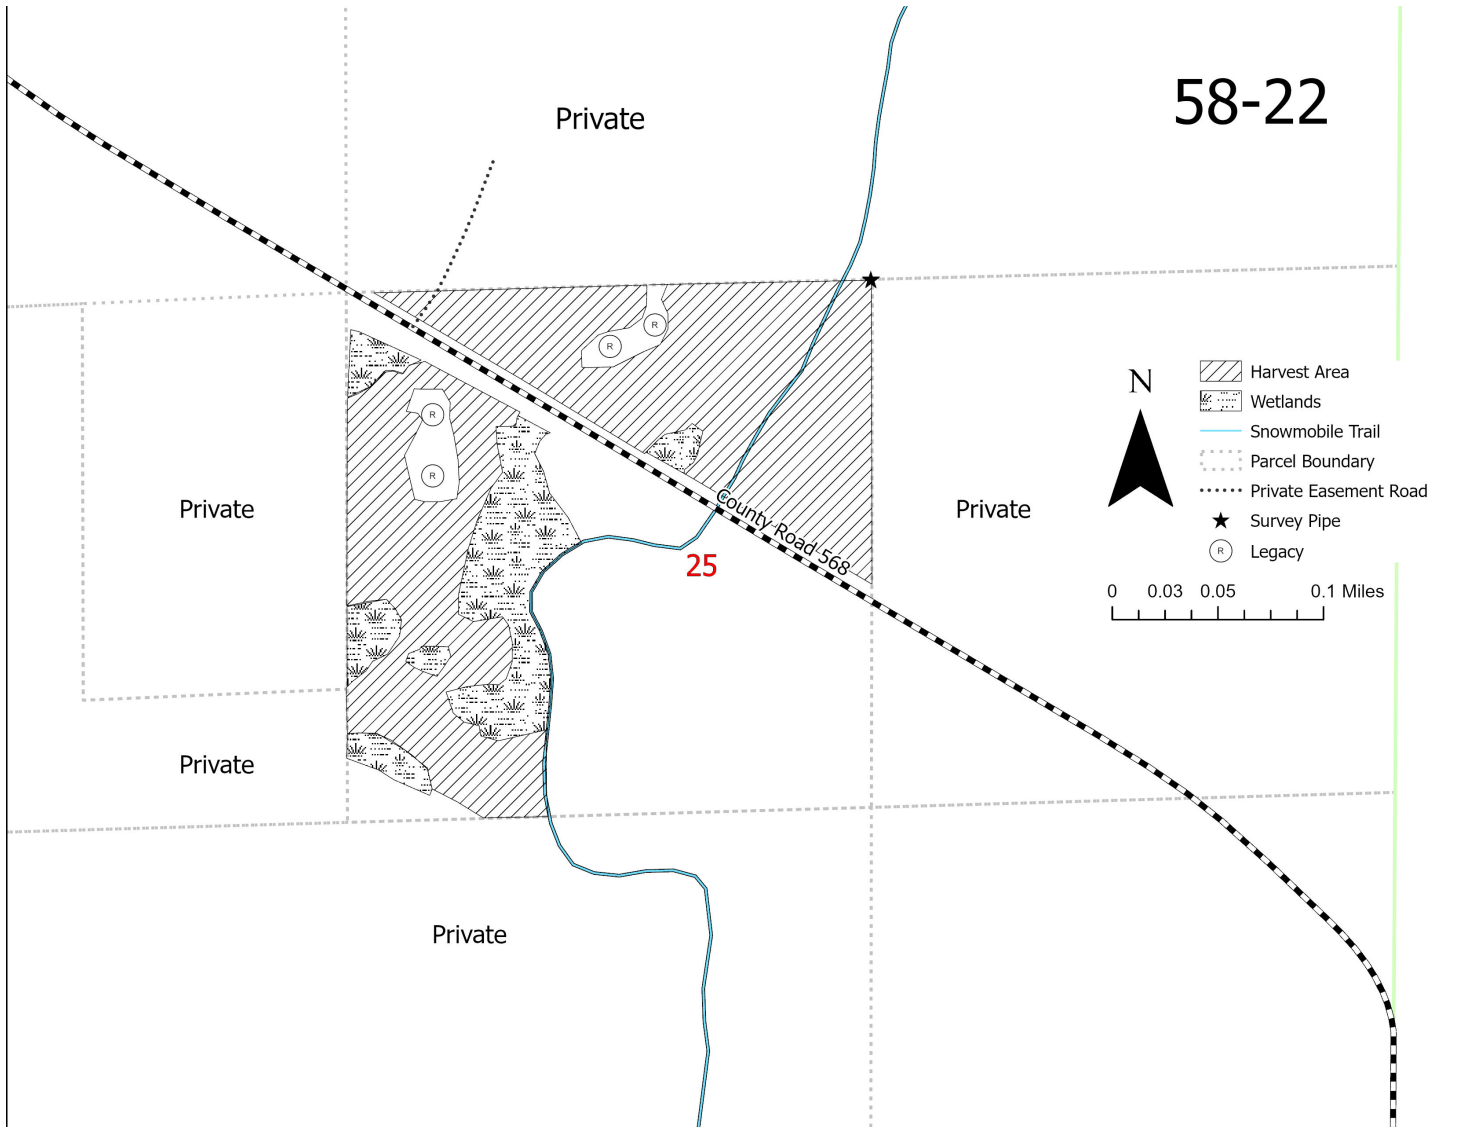 58-22
Private
R
R
R
R
Private
Private
County Road 568
25
Private
Private
N
Harvest Area
Wetlands
Snowmobile Trail
Parcel Boundary
Private Easement Road
Survey Pipe
R Legacy
0 0.03 0.05 0.1 Miles